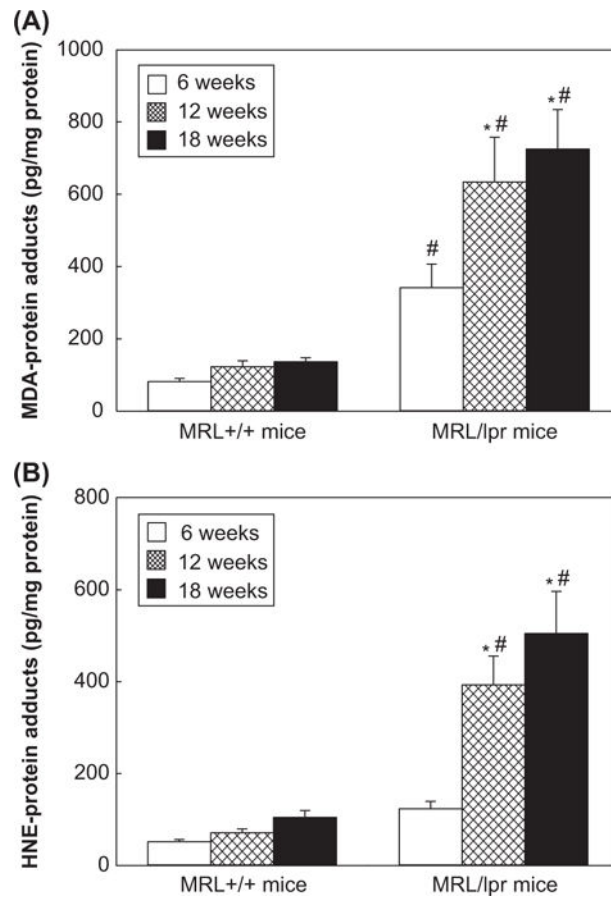 (A)
MDA-protein adducts (pg/mg protein)
1000
800
600
400
200
0
6 weeks
12 weeks
18 weeks
#
*#
*#
MRL+/+ mice
MRL/lpr mice
(B)
HNE-protein adducts (pg/mg protein)
800
600
400
200
0
6 weeks
12 weeks
18 weeks
*#
*#
MRL+/+ mice
MRL/lpr mice